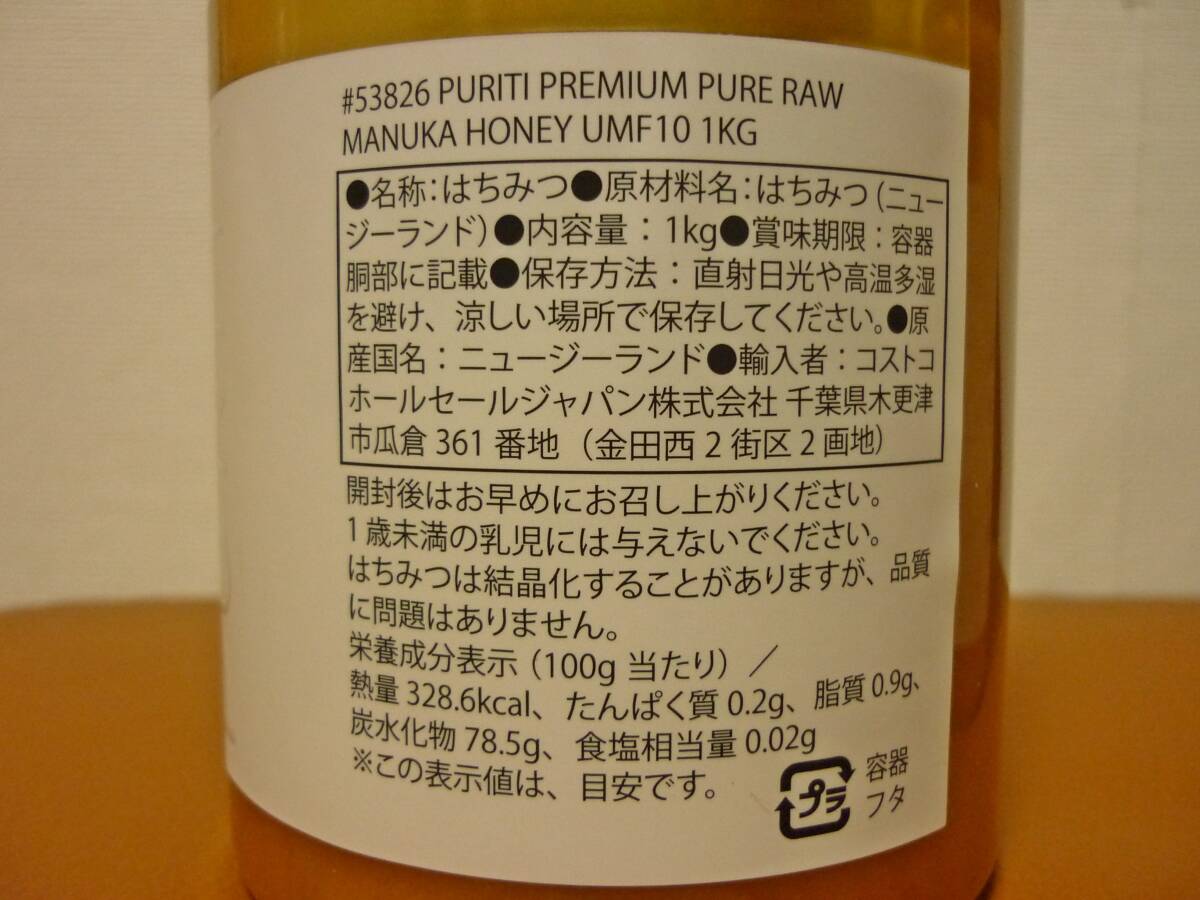 #53826 PURITI PREMIUM PURE RAW
MANUKA HONEY UMF10 1KG
●名称：はちみつ●原材料名：はちみつ（ニュー
ジーランド）●内容量：1kg●賞味期限：容器
胴部に記載●保存方法：直射日光や高温多湿
を避け、涼しい場所で保存してください。●原
産国名：ニュージーランド●輸入者：コストコ
ホールセールジャパン株式会社 千葉県木更津
市瓜倉 361 番地（金田西 2 街区 2 画地）
開封後はお早めにお召し上がりください。
1 歳未満の乳児には与えないでください。
はちみつは結晶化することがありますが、品質
に問題はありません。
栄養成分表示（100g 当たり）／
熱量 328.6kcal、たんぱく質 0.2g、脂質 0.9g、
炭水化物 78.5g、食塩相当量 0.02g
※この表示値は、目安です。
プラ
容器
フタ